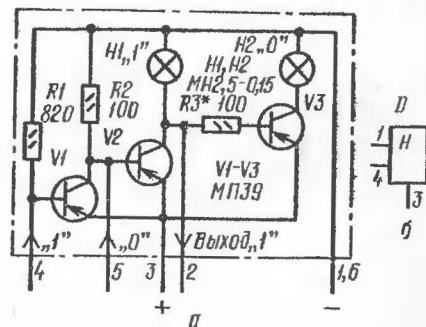 H1 „1”
H2 „0”
R1
820
R2
100
H1, H2
МН2,5-0,15
R3* 100
V1
V2
V3
V1-V3
МП39
„1”
„0”
Выход „1”
4
5
3
2
1,6
+
−
а
D
1
4
И
3
б